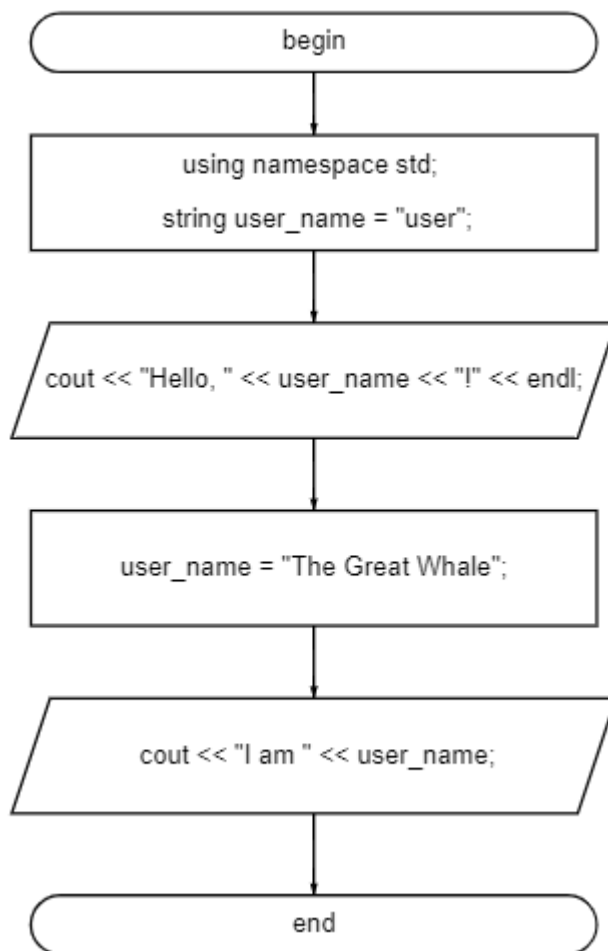 begin
using namespace std;
string user_name = "user";
cout << "Hello, " << user_name << "!" << endl;
user_name = "The Great Whale";
cout << "I am " << user_name;
end